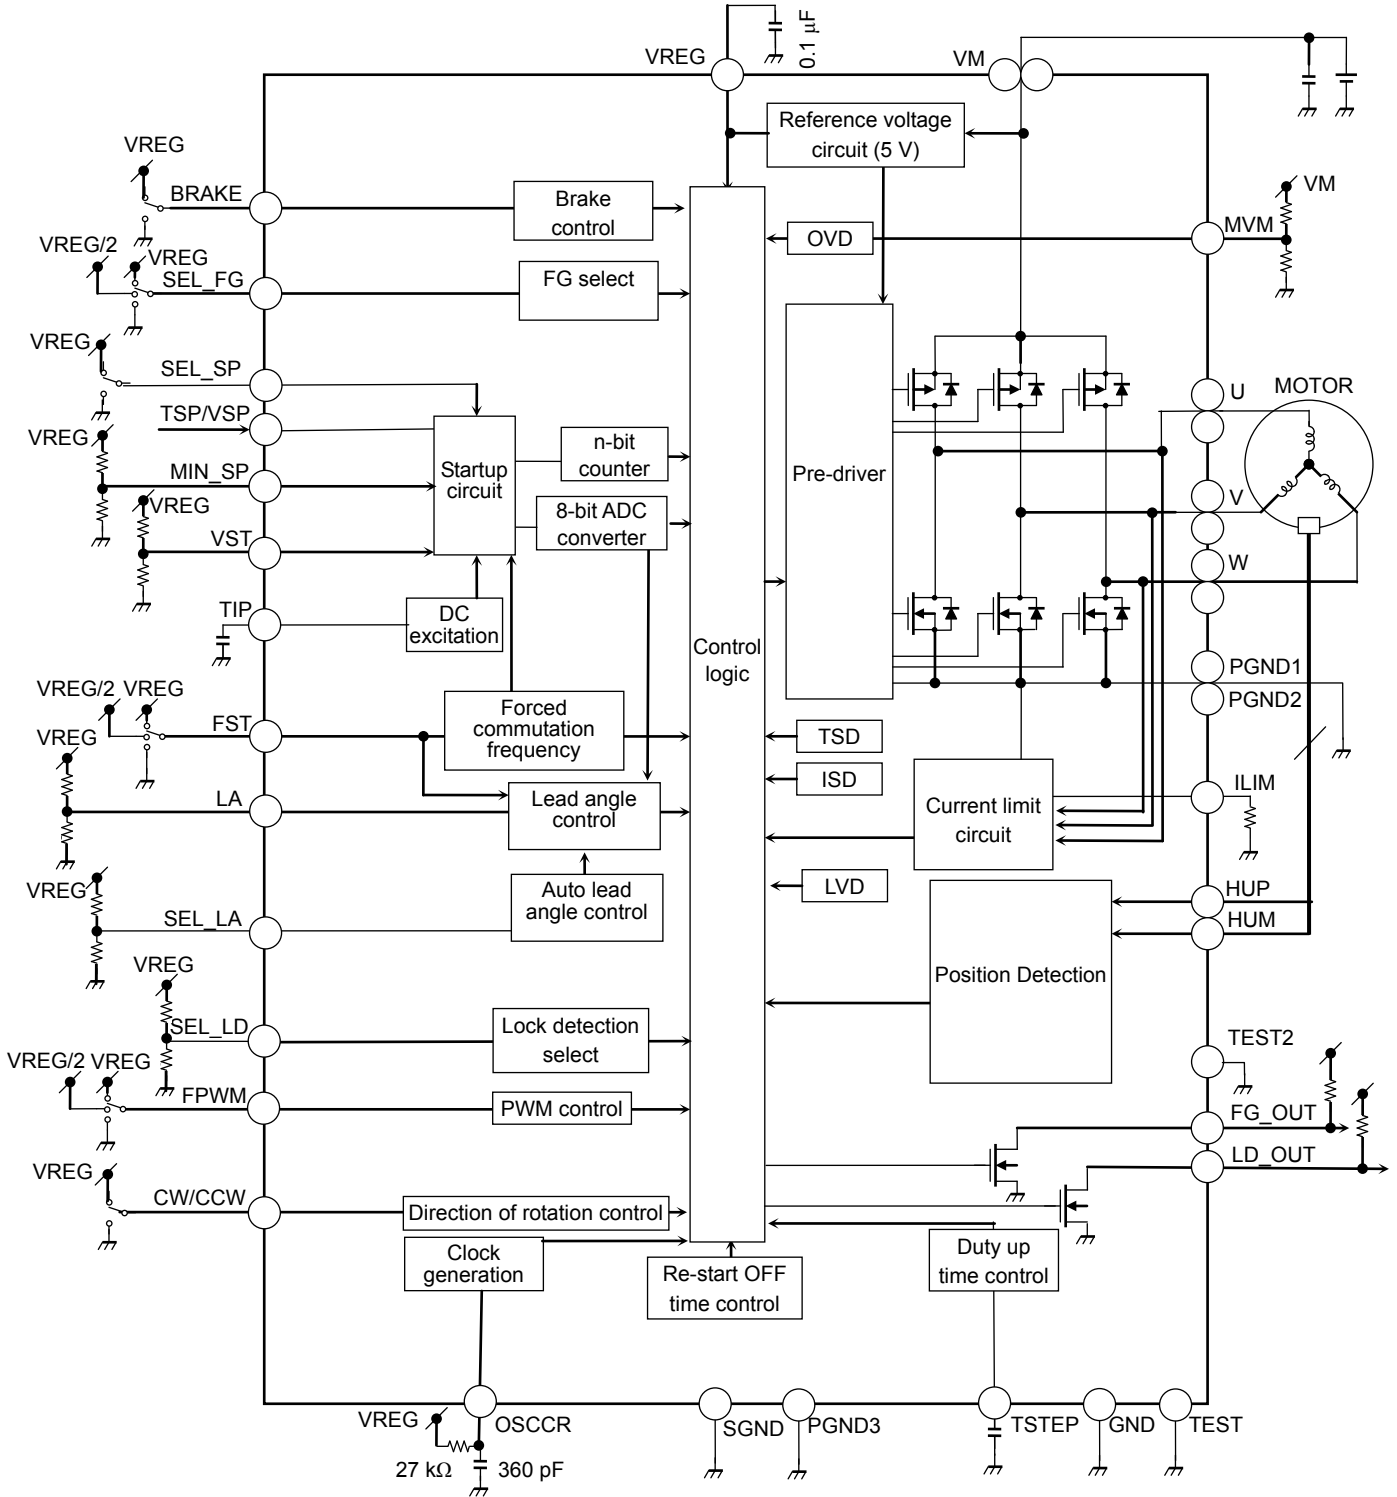 0.1 μF
VREG
VM
Reference voltage
circuit (5 V)
VREG
BRAKE
Brake
control
VM
MVM
OVD
VREG/2
VREG
SEL_FG
FG select
VREG
SEL_SP
TSP/VSP
VREG
MIN_SP
VREG
VST
Startup
circuit
n-bit
counter
8-bit ADC
converter
Pre-driver
U
MOTOR
V
W
TIP
DC
excitation
Control
logic
PGND1
PGND2
VREG/2
VREG
FST
VREG
Forced
commutation
frequency
TSD
ISD
LA
Lead angle
control
Current limit
circuit
ILIM
VREG
SEL_LA
Auto lead
angle control
LVD
HUP
HUM
Position Detection
VREG
SEL_LD
Lock detection
select
TEST2
VREG/2
VREG
FPWM
PWM control
FG_OUT
LD_OUT
VREG
CW/CCW
Direction of rotation control
Clock
generation
Re-start OFF
time control
Duty up
time control
VREG
OSCCR
27 kΩ
360 pF
SGND
PGND3
TSTEP
GND
TEST